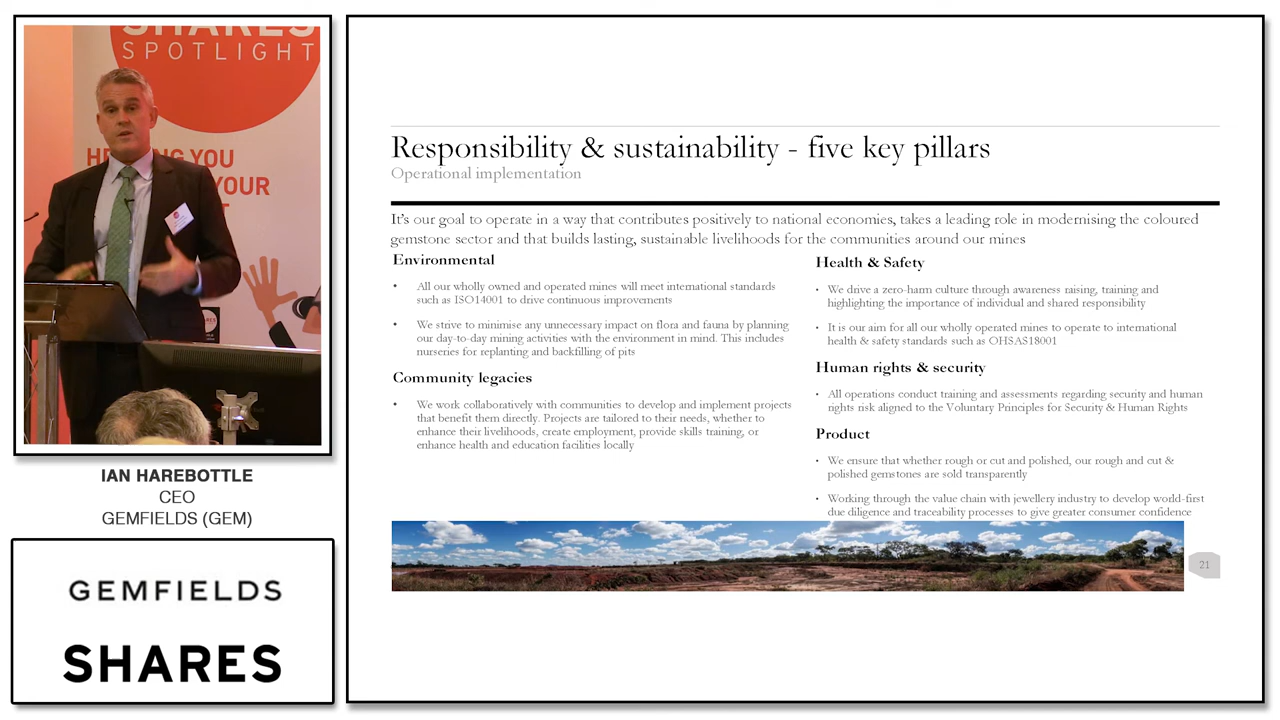 SHARES
SPOTLIGHT
YOU
YOUR
IAN HAREBOTTLE
CEO
GEMFIELDS (GEM)
GEMFIELDS
SHARES
Responsibility & sustainability - five key pillars
Operational implementation
It's our goal to operate in a way that contributes positively to national economies, takes a leading role in modernising the coloured
gemstone sector and that builds lasting, sustainable livelihoods for the communities around our mines
Environmental
• All our wholly owned and operated mines will meet international standards
such as ISO14001 to drive continuous improvements
• We strive to minimise any unnecessary impact on flora and fauna by planning
our day-to-day mining activities with the environment in mind. This includes
nurseries for replanting and backfilling of pits
Community legacies
• We work collaboratively with communities to develop and implement projects
that benefit them directly. Projects are tailored to their needs, whether to
enhance their livelihoods, create employment, provide skills training, or
enhance health and education facilities locally
Health & Safety
• We drive a zero-harm culture through awareness raising, training and
highlighting the importance of individual and shared responsibility
• It is our aim for all our wholly operated mines to operate to international
health & safety standards such as OHSAS18001
Human rights & security
• All operations conduct training and assessments regarding security and human
rights risk aligned to the Voluntary Principles for Security & Human Rights
Product
• We ensure that whether rough or cut and polished, our rough and cut &
polished gemstones are sold transparently
• Working through the value chain with jewellery industry to develop world-first
due diligence and traceability processes to give greater consumer confidence
21